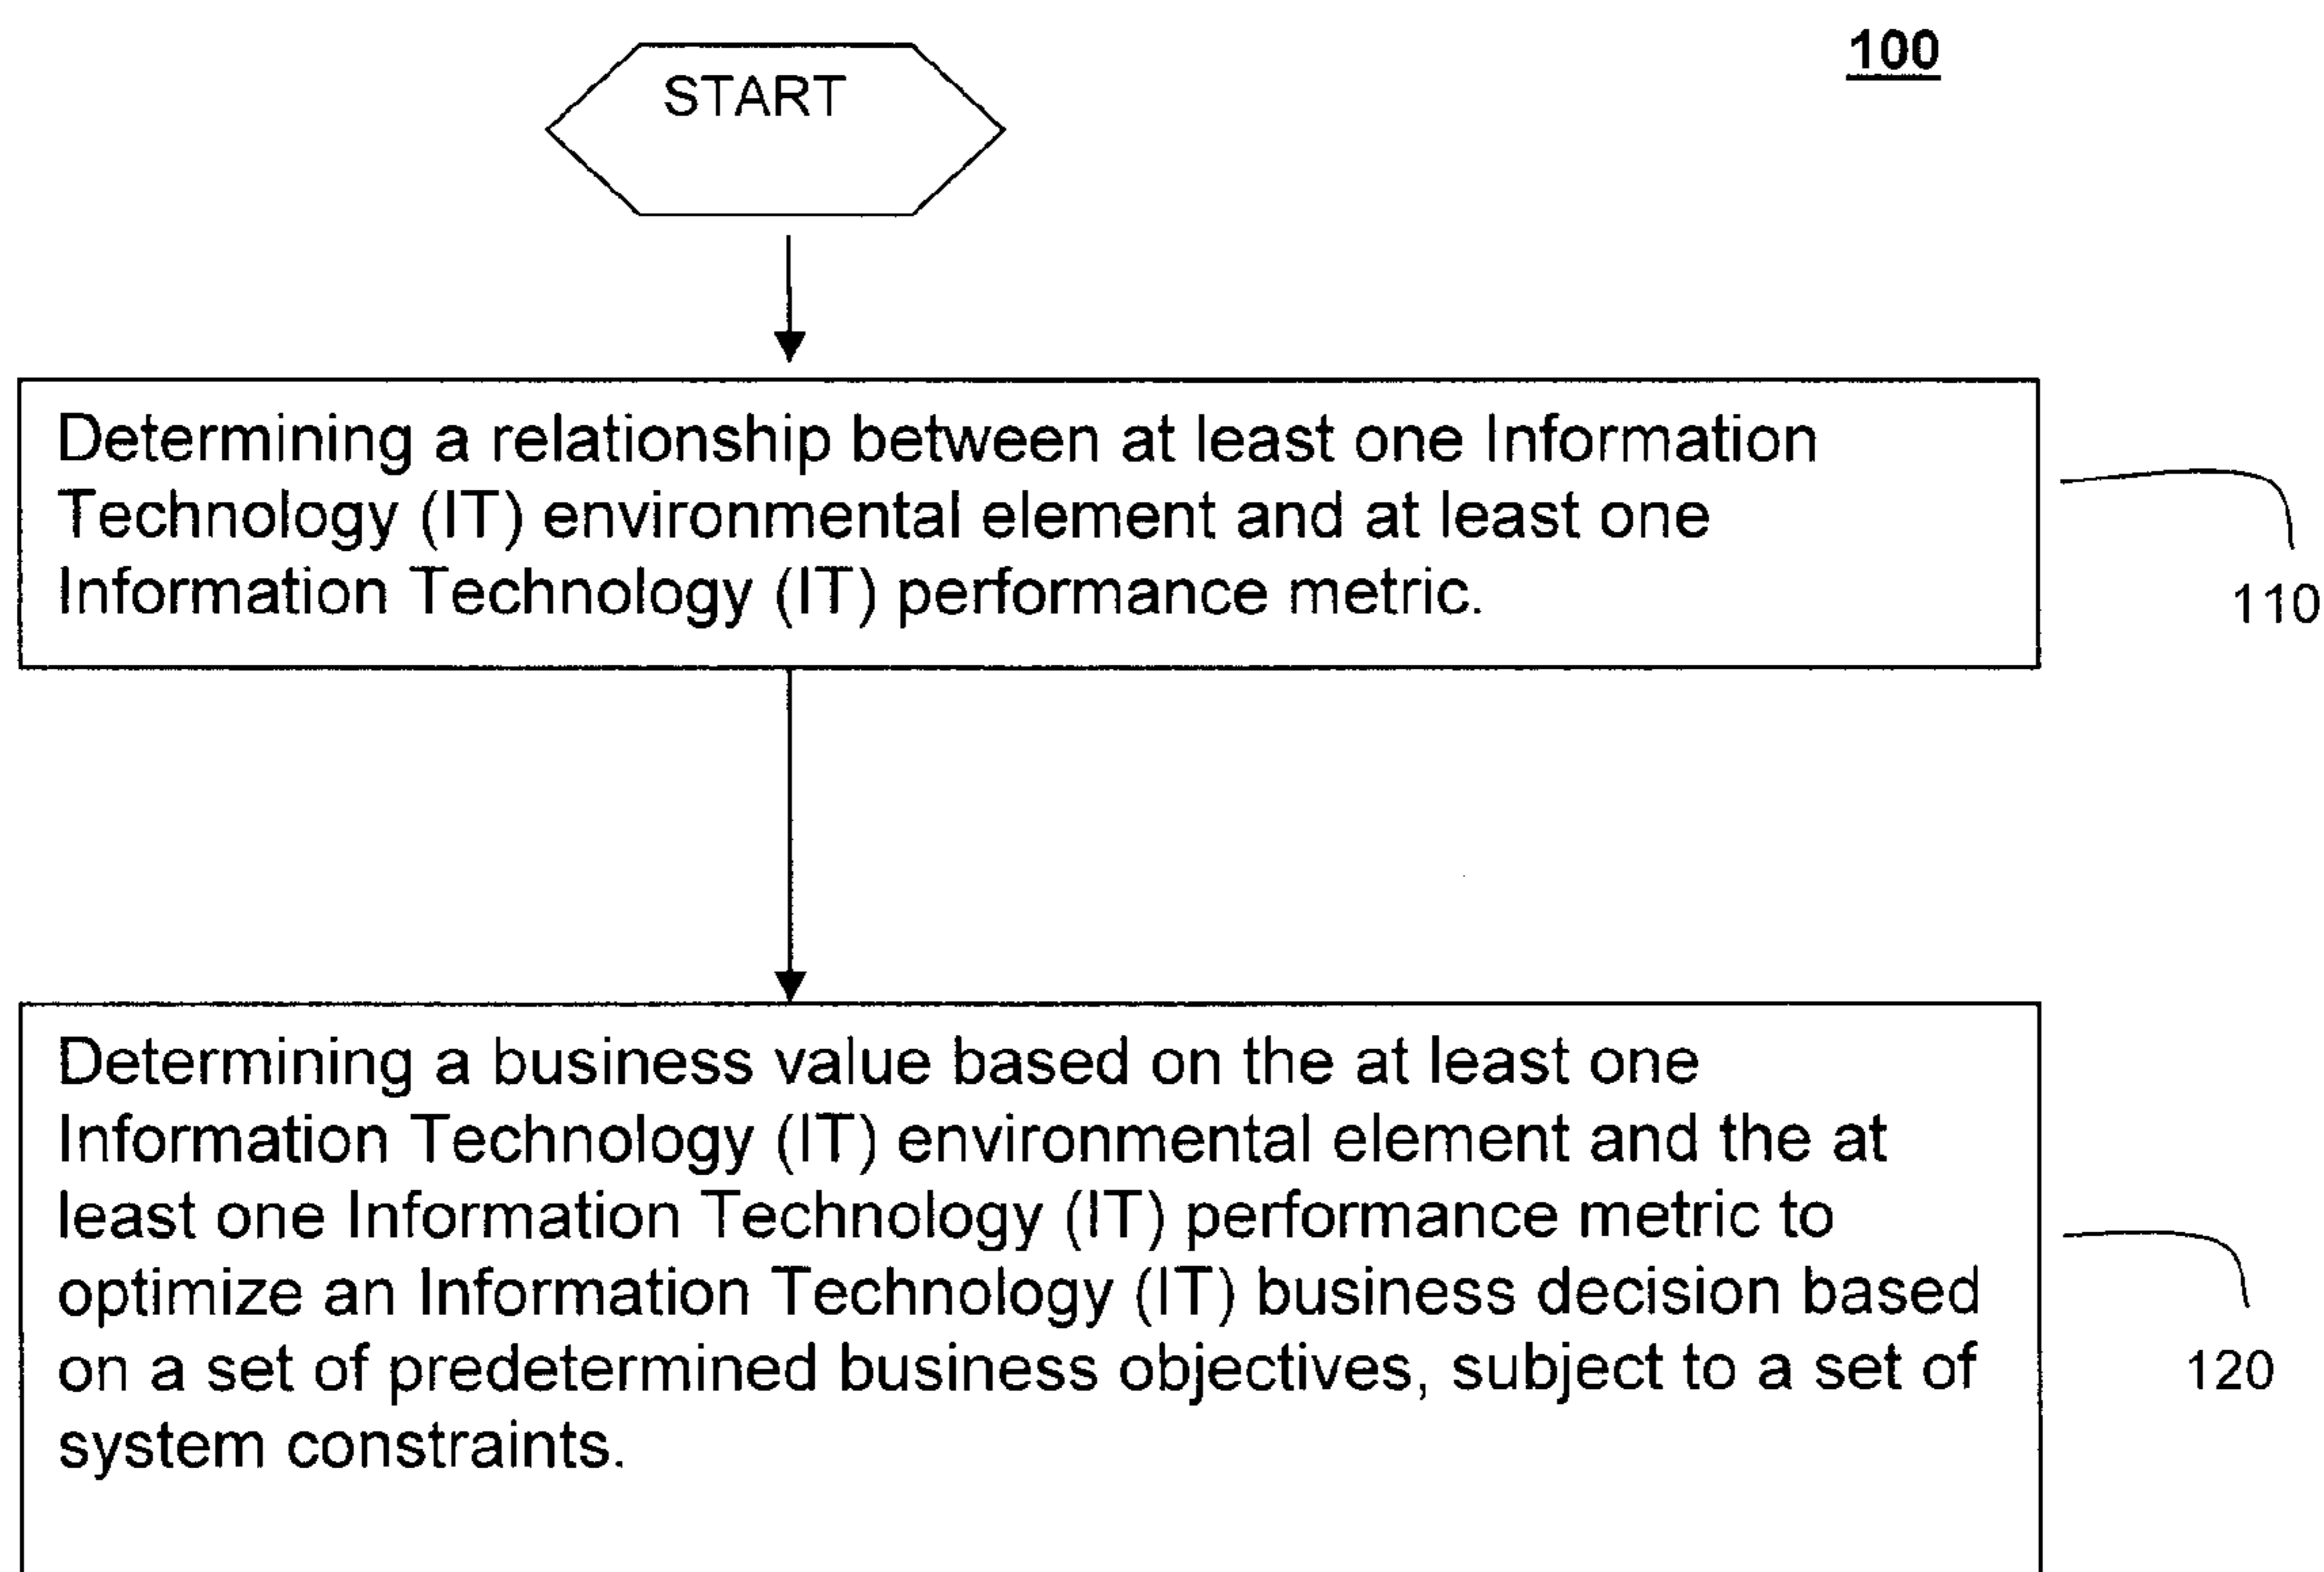 100
START
Determining a relationship between at least one Information
Technology (IT) environmental element and at least one
Information Technology (IT) performance metric.
110
Determining a business value based on the at least one
Information Technology (IT) environmental element and the at
least one Information Technology (IT) performance metric to
optimize an Information Technology (IT) business decision based
on a set of predetermined business objectives, subject to a set of
system constraints.
120